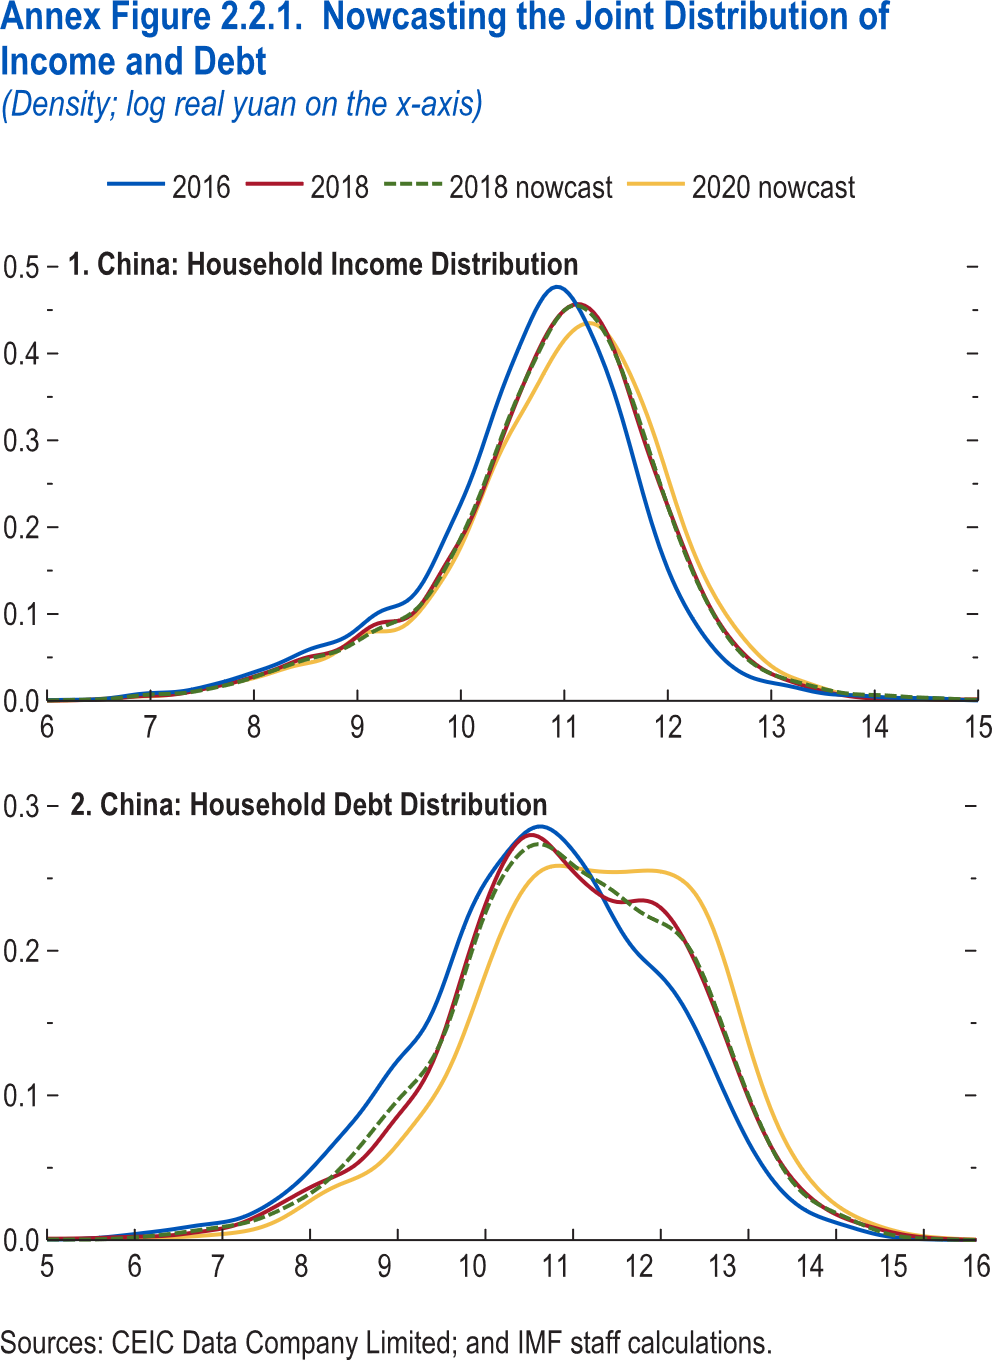 Annex Figure 2.2.1.  Nowcasting the Joint Distribution of
Income and Debt
(Density; log real yuan on the x-axis)
2016 2018 2018 nowcast 2020 nowcast
1. China: Household Income Distribution
0.5
0.4
0.3
0.2
0.1
0.0
6 7 8 9 10 11 12 13 14 15
2. China: Household Debt Distribution
0.3
0.2
0.1
0.0
5 6 7 8 9 10 11 12 13 14 15 16
Sources: CEIC Data Company Limited; and IMF staff calculations.